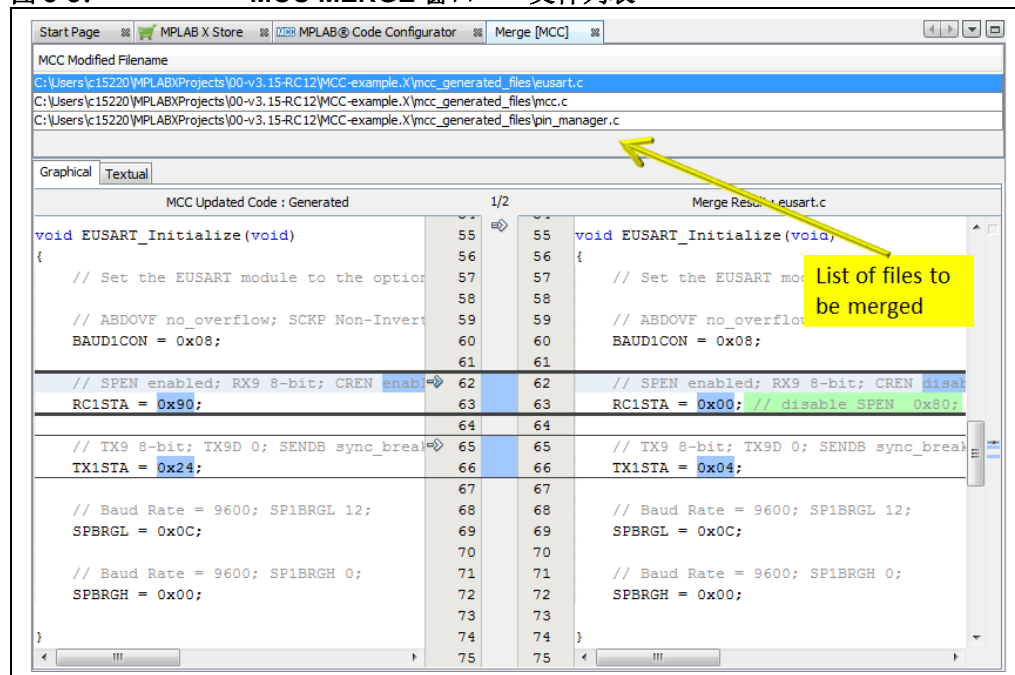 MCC MERGE
Start Page MPLAB X Store MPLAB® Code Configurator Merge [MCC]
MCC Modified Filename
C:\Users\c15220\MPLABXProjects\00-v3.15-RC12\MCC-example.X\mcc_generated_files\eusart.c
C:\Users\c15220\MPLABXProjects\00-v3.15-RC12\MCC-example.X\mcc_generated_files\mcc.c
C:\Users\c15220\MPLABXProjects\00-v3.15-RC12\MCC-example.X\mcc_generated_files\pin_manager.c
Graphical Textual
MCC Updated Code : Generated 1/2 Merge Result : eusart.c
void EUSART_Initialize(void) 55 55 void EUSART_Initialize(void)
{ 56 56 {
// Set the EUSART module to the option 57 57 // Set the EUSART mod
List of files to
be merged
58 58
// ABDOVF no_overflow; SCKP Non-Invert 59 59 // ABDOVF no_overflow
BAUD1CON = 0x08; 60 60 BAUD1CON = 0x08;
61 61
// SPEN enabled; RX9 8-bit; CREN enabl 62 62 // SPEN enabled; RX9 8-bit; CREN disab
RC1STA = 0x90; 63 63 RC1STA = 0x00; // disable SPEN 0x80;
64 64
// TX9 8-bit; TX9D 0; SENDB sync_break 65 65 // TX9 8-bit; TX9D 0; SENDB sync_break
TX1STA = 0x24; 66 66 TX1STA = 0x04;
67 67
// Baud Rate = 9600; SP1BRGL 12; 68 68 // Baud Rate = 9600; SP1BRGL 12;
SPBRGL = 0x0C; 69 69 SPBRGL = 0x0C;
70 70
// Baud Rate = 9600; SP1BRGH 0; 71 71 // Baud Rate = 9600; SP1BRGH 0;
SPBRGH = 0x00; 72 72 SPBRGH = 0x00;
73 73
} 74 74 }
75 75